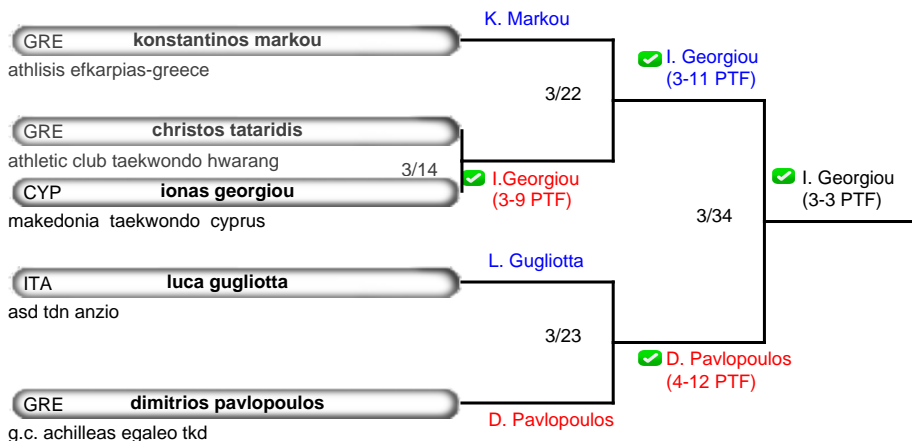 K. Markou
GRE konstantinos markou
athlisis efkarpias-greece
I. Georgiou
(3-11 PTF)
3/22
GRE christos tataridis
athletic club taekwondo hwarang
3/14
I.Georgiou
(3-9 PTF)
CYP ionas georgiou
makedonia taekwondo cyprus
I. Georgiou
(3-3 PTF)
3/34
L. Gugliotta
ITA luca gugliotta
asd tdn anzio
3/23
D. Pavlopoulos
(4-12 PTF)
GRE dimitrios pavlopoulos
D. Pavlopoulos
g.c. achilleas egaleo tkd